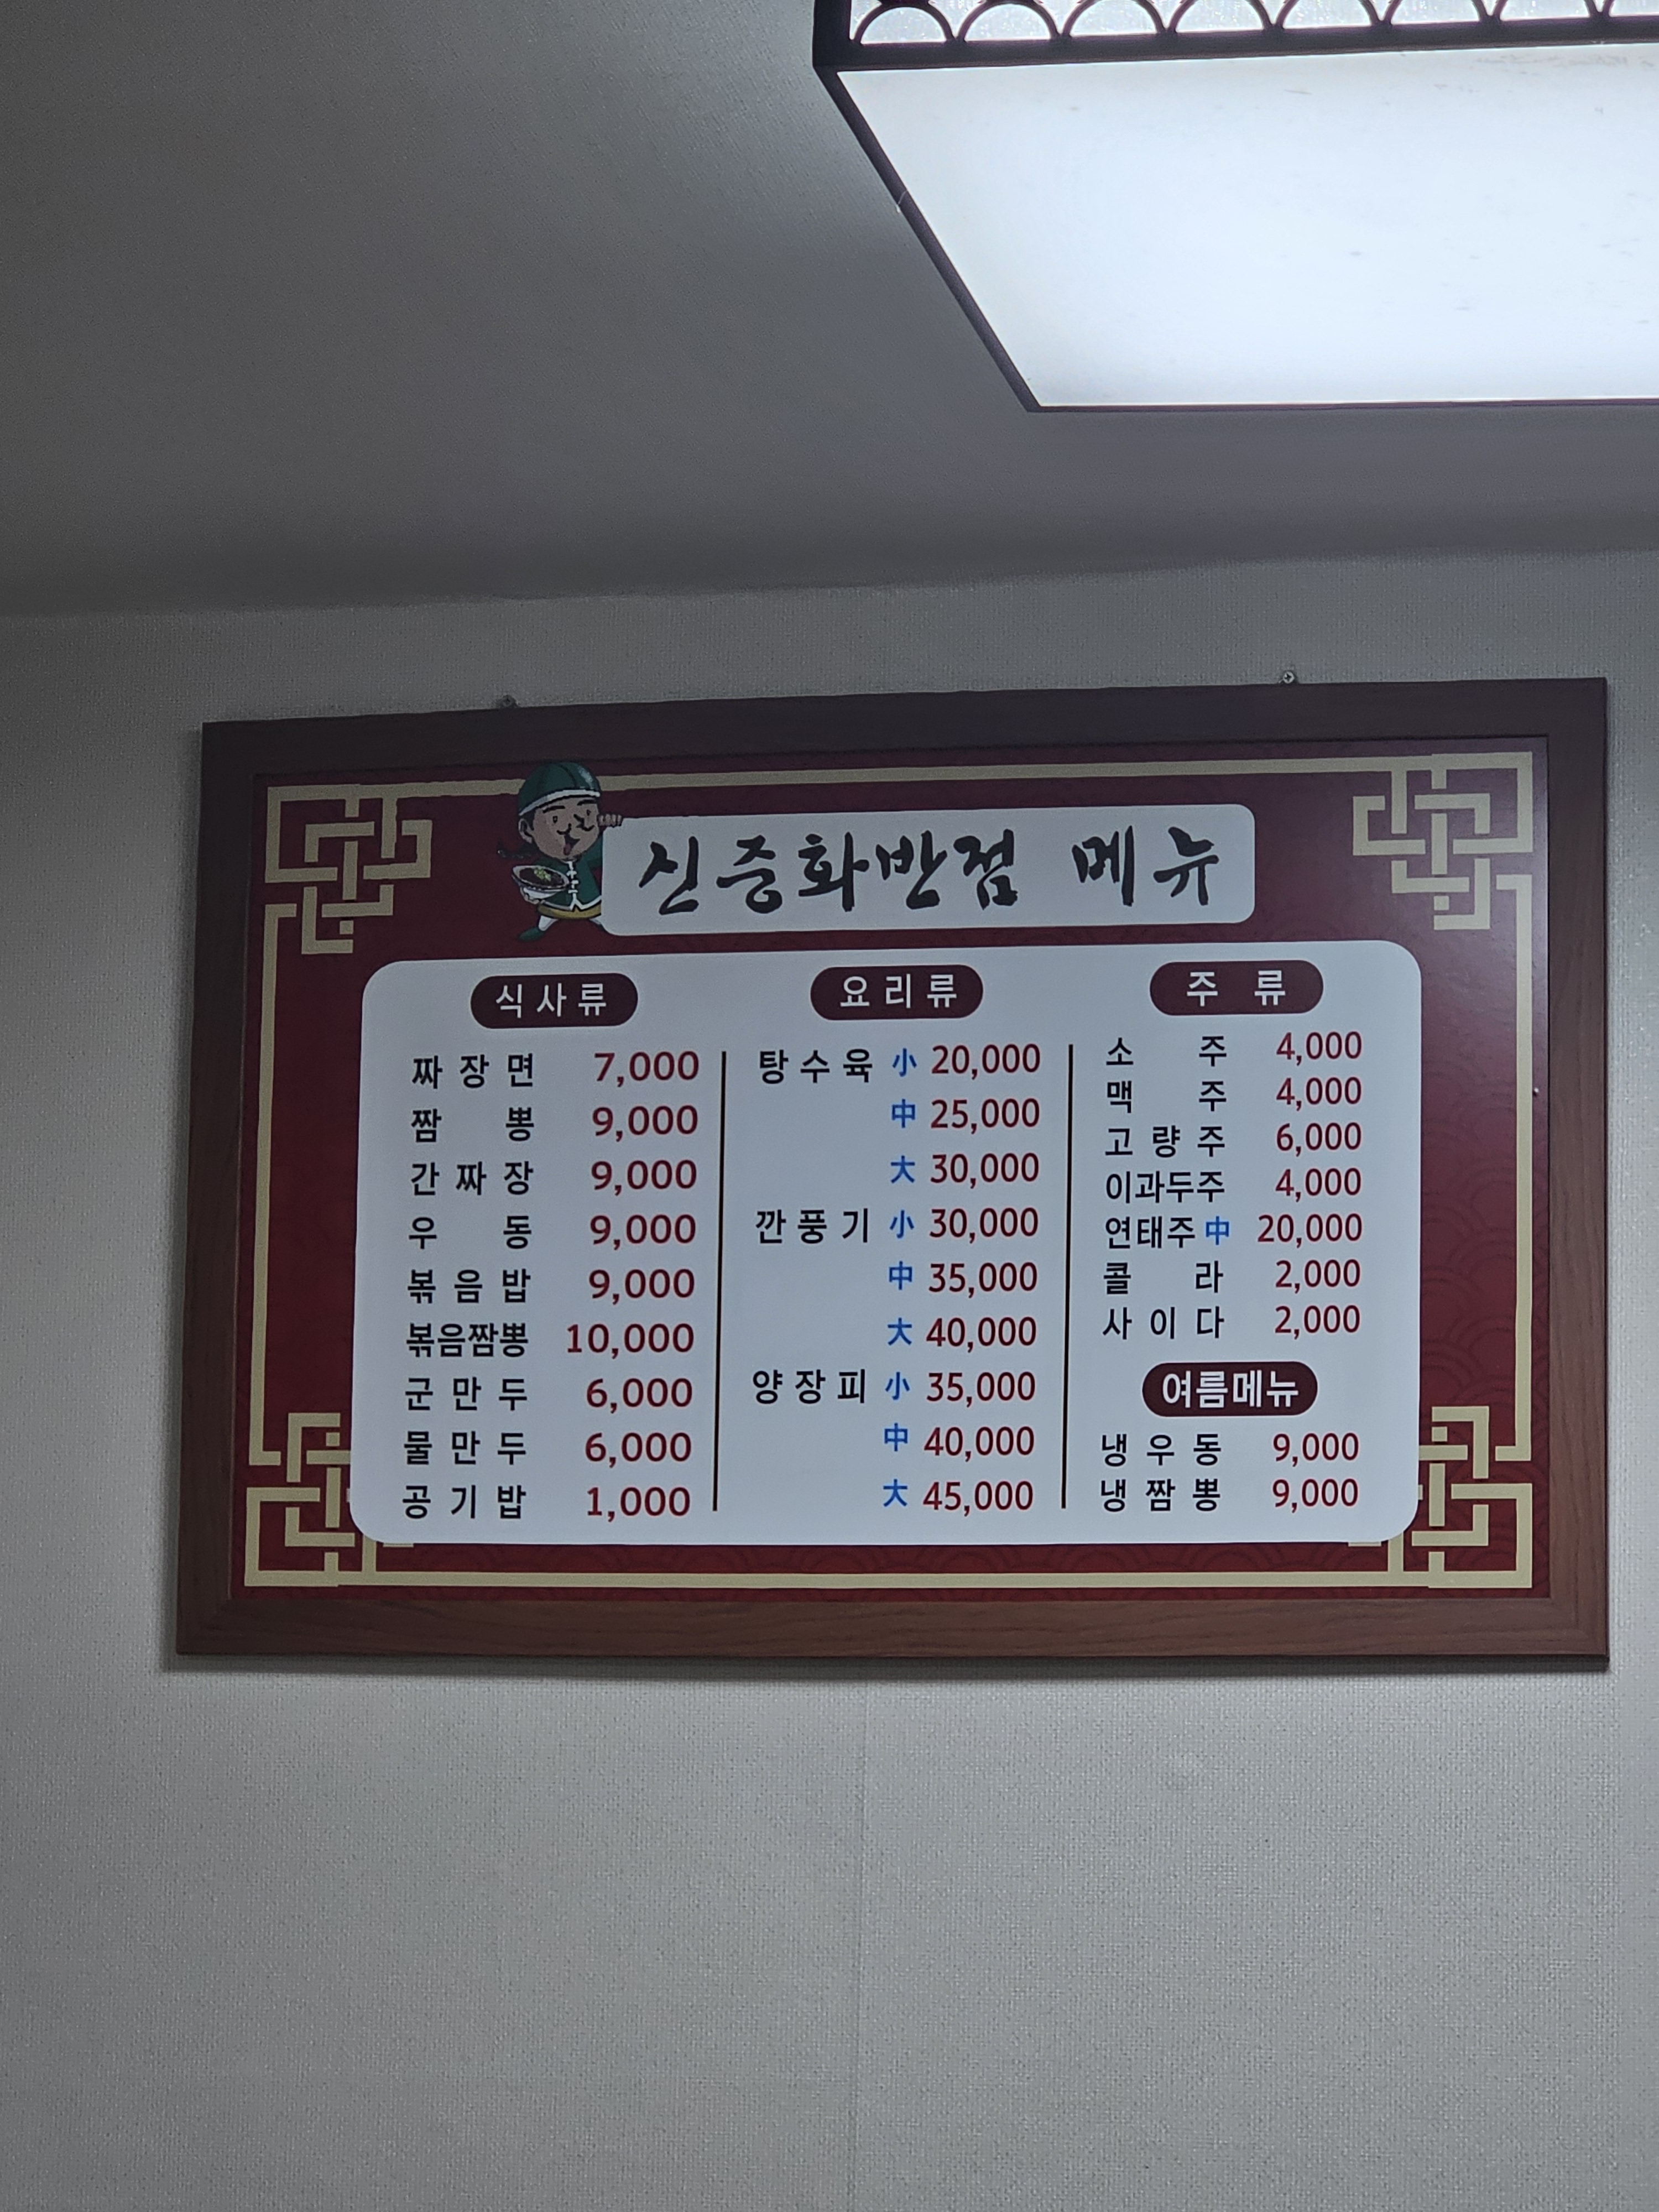 신중화반점 메뉴
식사류
짜장면 7,000
짬뽕 9,000
간짜장 9,000
우동 9,000
볶음밥 9,000
볶음짬뽕 10,000
군만두 6,000
물만두 6,000
공기밥 1,000
요리류
탕수육 小 20,000
中 25,000
大 30,000
깐풍기 小 30,000
中 35,000
大 40,000
양장피 小 35,000
中 40,000
大 45,000
주류
소주 4,000
맥주 4,000
고량주 6,000
이과두주 4,000
연태주 中 20,000
콜라 2,000
사이다 2,000
여름메뉴
냉우동 9,000
냉짬뽕 9,000